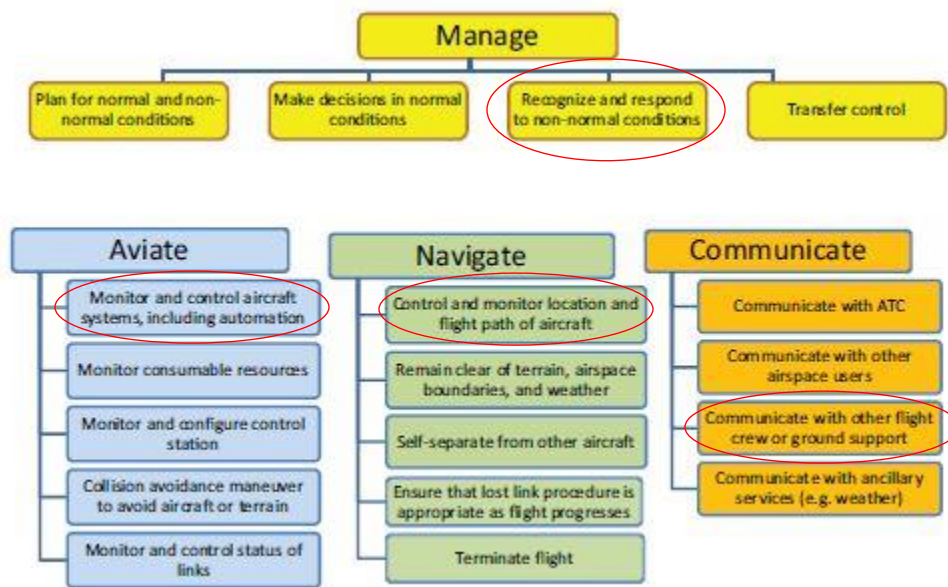 Manage
Plan for normal and non-
normal conditions
Make decisions in normal
conditions
Recognize and respond
to non-normal conditions
Transfer control
Aviate
Monitor and control aircraft
systems, including automation
Monitor consumable resources
Monitor and configure control
station
Collision avoidance maneuver
to avoid aircraft or terrain
Monitor and control status of
links
Navigate
Control and monitor location and
flight path of aircraft
Remain clear of terrain, airspace
boundaries, and weather
Self-separate from other aircraft
Ensure that lost link procedure is
appropriate as flight progresses
Terminate flight
Communicate
Communicate with ATC
Communicate with other
airspace users
Communicate with other flight
crew or ground support
Communicate with ancillary
services (e.g. weather)